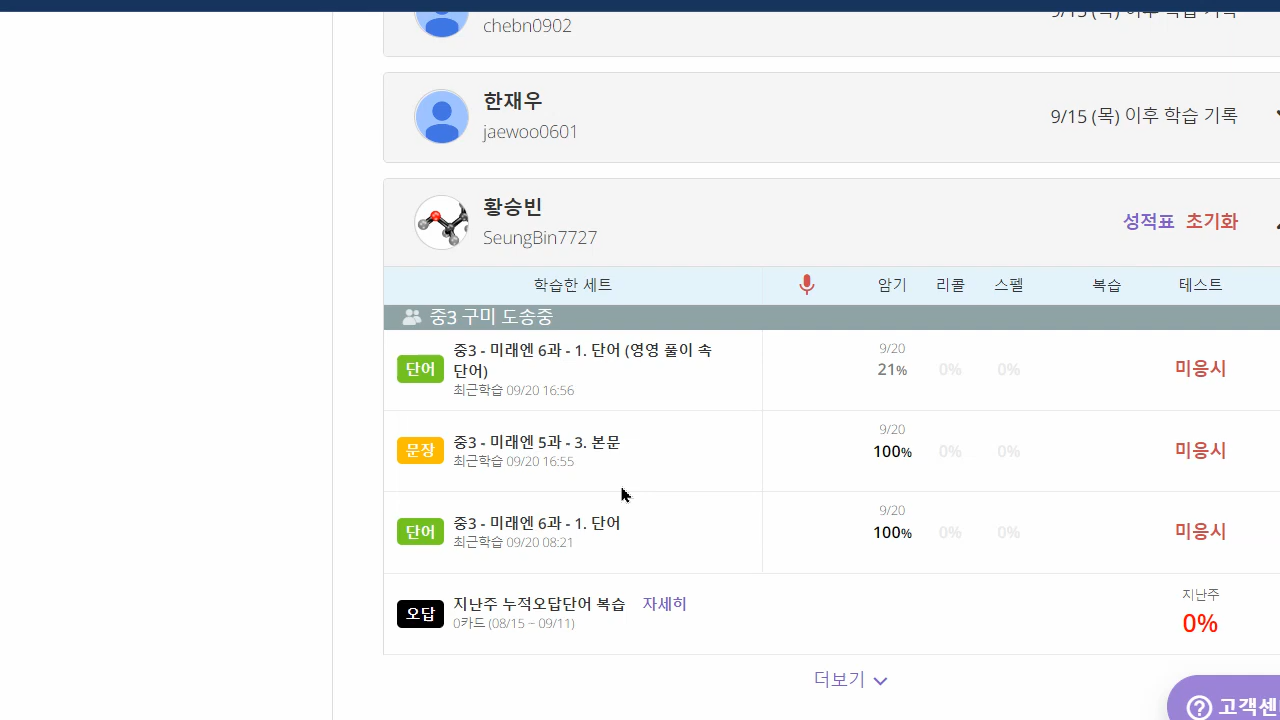 chebn0902
9/15 (목) 이후 학습 기록
한재우
jaewoo0601
9/15 (목) 이후 학습 기록
황승빈
SeungBin7727
성적표 초기화
학습한 세트 암기 리콜 스펠 복습 테스트
중3 구미 도송중
단어
중3 - 미래엔 6과 - 1. 단어 (영영 풀이 속
단어)
최근학습 09/20 16:56
9/20
21% 0% 0%
미응시
문장
중3 - 미래엔 5과 - 3. 본문
최근학습 09/20 16:55
9/20
100% 0% 0%
미응시
단어
중3 - 미래엔 6과 - 1. 단어
최근학습 09/20 08:21
9/20
100% 0% 0%
미응시
오답
지난주 누적오답단어 복습 자세히
0카드 (08/15 ~ 09/11)
지난주
0%
더보기
고객센